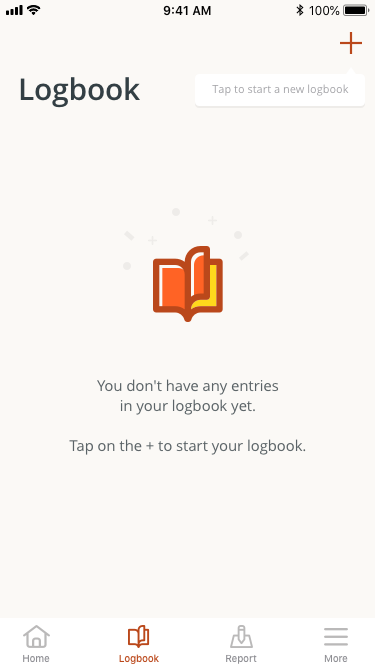 9:41 AM
100%
Logbook
Tap to start a new logbook
You don't have any entries
in your logbook yet.
Tap on the + to start your logbook.
Home
Logbook
Report
More